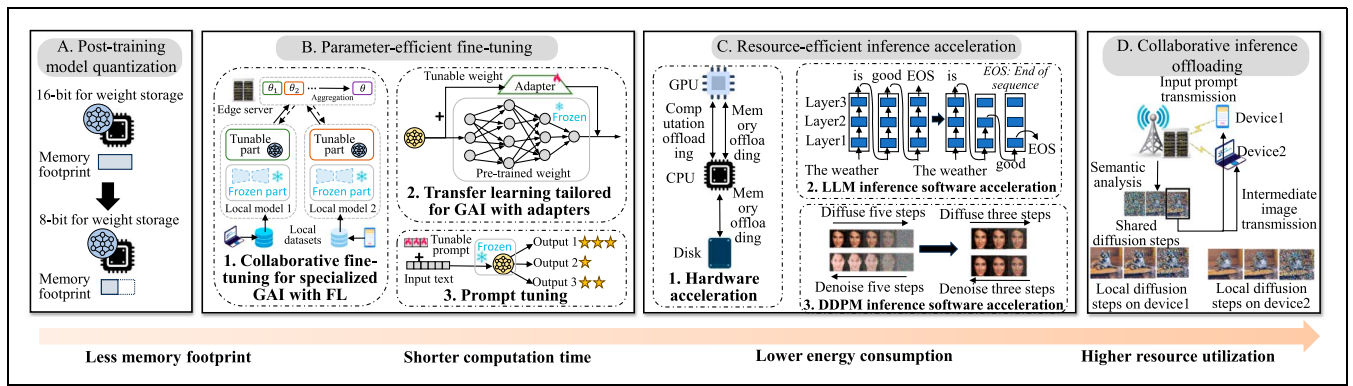 A. Post-training
model quantization
16-bit for weight storage
Memory
footprint
8-bit for weight storage
Memory
footprint
B. Parameter-efficient fine-tuning
θ1 θ2 ... θ
Aggregation
Edge server
Tunable
part
Tunable
part
Frozen part
Frozen part
Local model 1
Local model 2
Local
datasets
1. Collaborative fine-
tuning for specialized
GAI with FL
Tunable weight
Adapter
+
Frozen
Pre-trained weight
2. Transfer learning tailored
for GAI with adapters
Tunable
prompt
+
Input text
Frozen
Output 1
Output 2
Output 3
3. Prompt tuning
C. Resource-efficient inference acceleration
GPU
Comp
utation
offload
ing
Mem
ory
offloa
ding
CPU
Mem
ory
offloa
ding
Disk
1. Hardware
acceleration
is good EOS is
EOS: End of
sequence
Layer3
Layer2
Layer1
The weather
The weather
good
EOS
2. LLM inference software acceleration
Diffuse five steps
Diffuse three steps
Denoise five steps
Denoise three steps
3. DDPM inference software acceleration
D. Collaborative inference
offloading
Input prompt
transmission
Device1
Device2
Semantic
analysis
Shared
diffusion steps
Intermediate
image
transmission
Local diffusion
steps on device1
Local diffusion
steps on device2
Less memory footprint
Shorter computation time
Lower energy consumption
Higher resource utilization